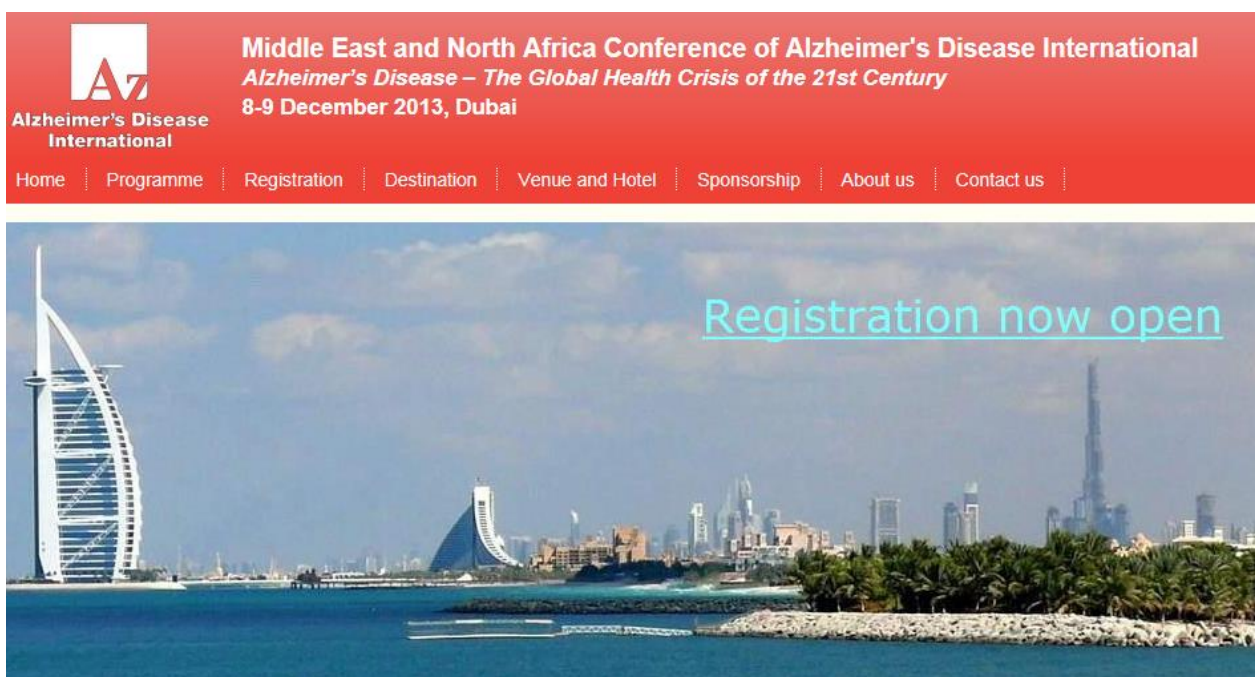 Az
Alzheimer's Disease
International
Middle East and North Africa Conference of Alzheimer's Disease International
Alzheimer's Disease – The Global Health Crisis of the 21st Century
8-9 December 2013, Dubai
Home Programme Registration Destination Venue and Hotel Sponsorship About us Contact us
Registration now open